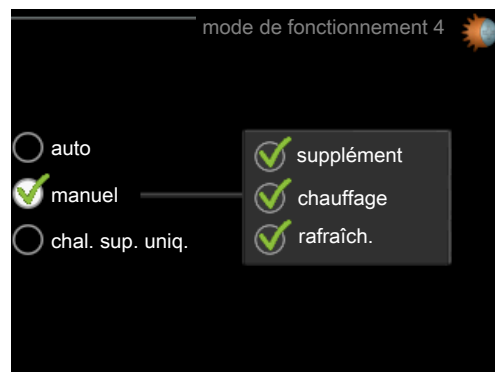 mode de fonctionnement 4
auto
manuel
chal. sup. uniq.
supplément
chauffage
rafraîch.